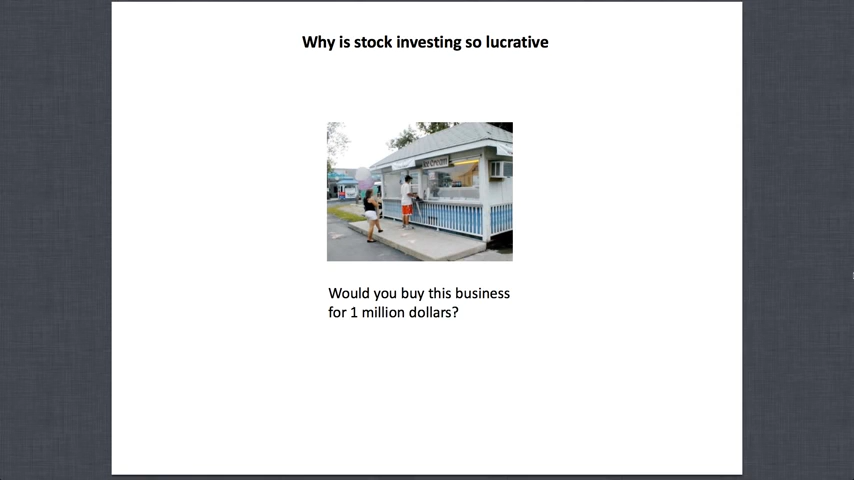 Why is stock investing so lucrative
Ice Cream
Would you buy this business
for 1 million dollars?